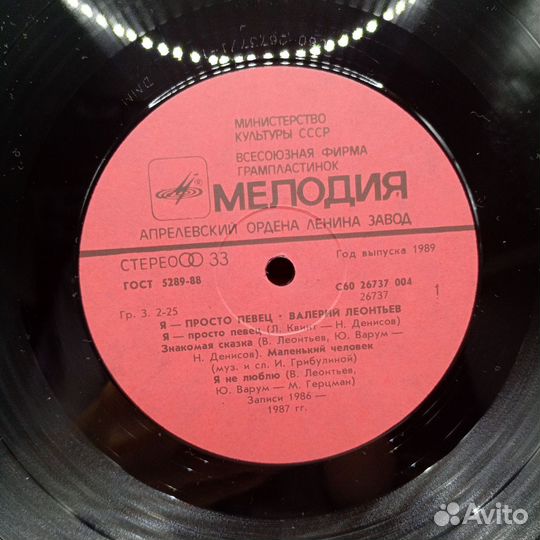 МИНИСТЕРСТВО
КУЛЬТУРЫ СССР
ВСЕСОЮЗНАЯ ФИРМА
ГРАМПЛАСТИНОК
МЕЛОДИЯ
АПРЕЛЕВСКИЙ ОРДЕНА ЛЕНИНА ЗАВОД
СТЕРЕО 33
Год выпуска 1989
ГОСТ 5289-88
С60 26737 004
26737
1
Гр. 3. 2-25
Я — ПРОСТО ПЕВЕЦ • ВАЛЕРИЙ ЛЕОНТЬЕВ
Я — просто певец (Л. Квинт — Н. Денисов)
Знакомая сказка (В. Леонтьев, Ю. Варум —
Н. Денисов). Маленький человек
(муз. и сл. И. Грибулиной)
Я не люблю (В. Леонтьев,
Ю. Варум — М. Герцман)
Записи 1986 —
1987 гг.
Avito